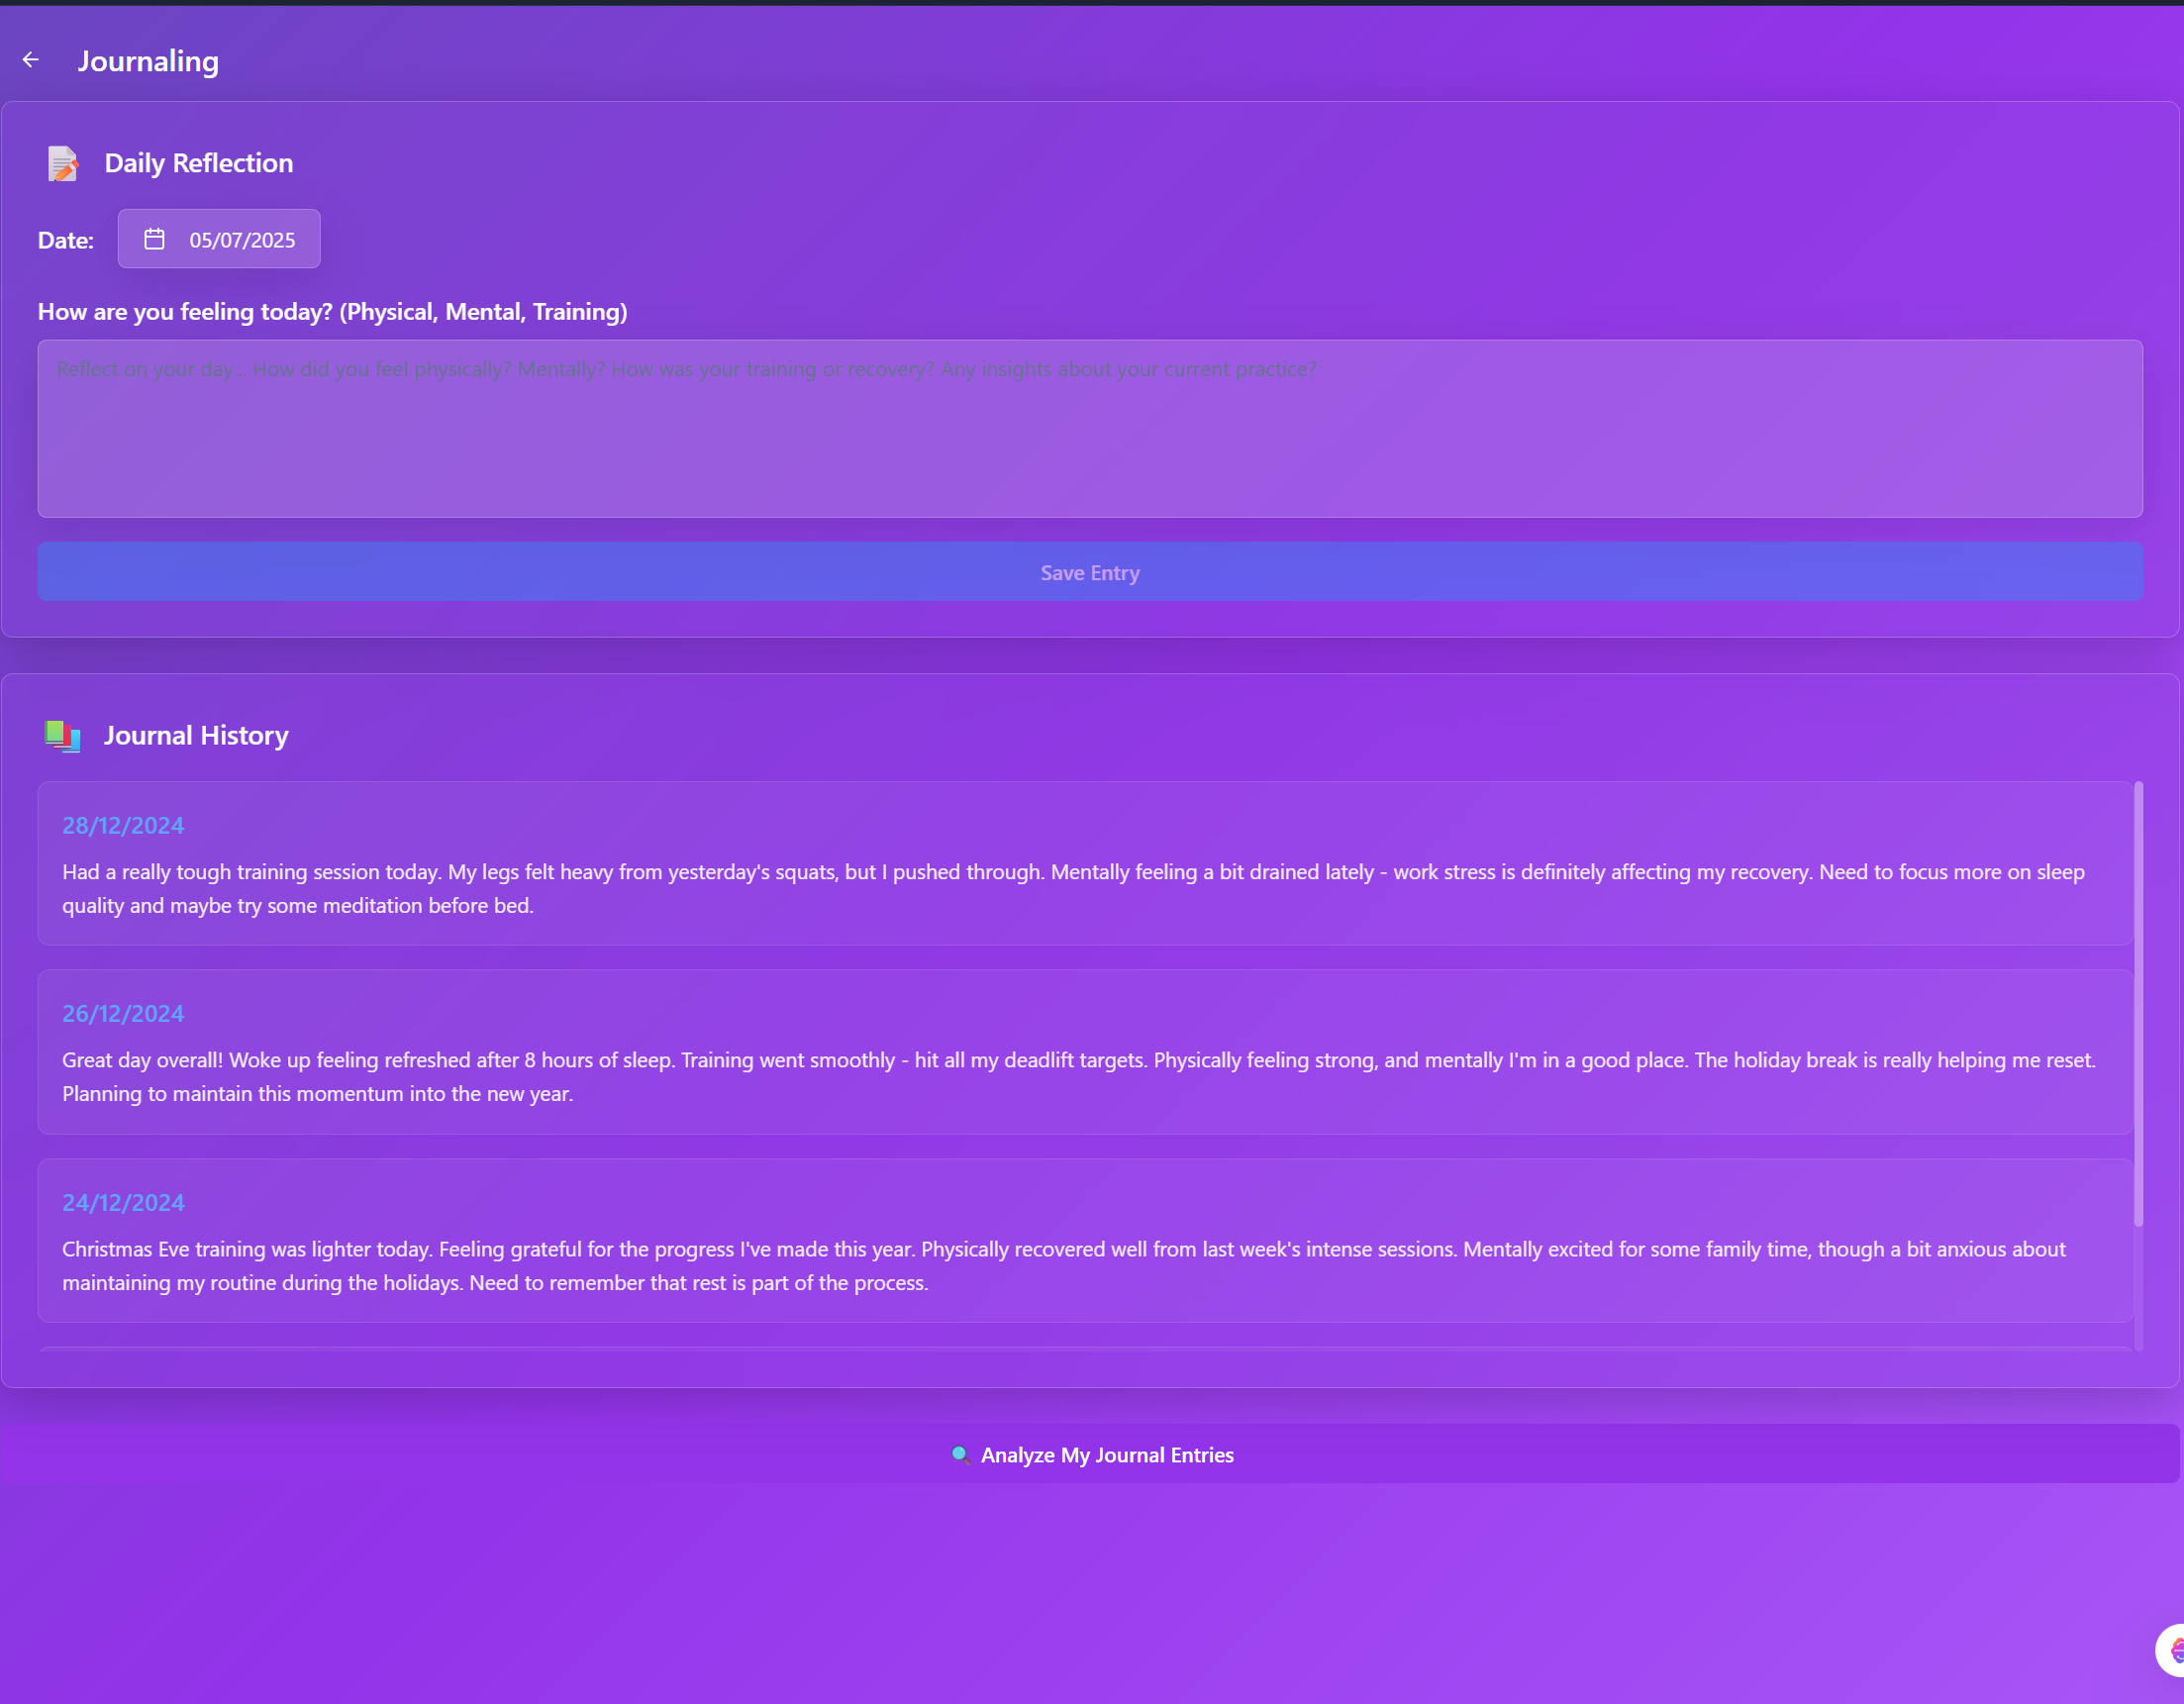 Journaling
Daily Reflection
Date: 05/07/2025
How are you feeling today? (Physical, Mental, Training)
Reflect on your day... How did you feel physically? Mentally? How was your training or recovery? Any insights about your current practice?
Save Entry
Journal History
28/12/2024
Had a really tough training session today. My legs felt heavy from yesterday's squats, but I pushed through. Mentally feeling a bit drained lately - work stress is definitely affecting my recovery. Need to focus more on sleep
quality and maybe try some meditation before bed.
26/12/2024
Great day overall! Woke up feeling refreshed after 8 hours of sleep. Training went smoothly - hit all my deadlift targets. Physically feeling strong, and mentally I'm in a good place. The holiday break is really helping me reset.
Planning to maintain this momentum into the new year.
24/12/2024
Christmas Eve training was lighter today. Feeling grateful for the progress I've made this year. Physically recovered well from last week's intense sessions. Mentally excited for some family time, though a bit anxious about
maintaining my routine during the holidays. Need to remember that rest is part of the process.
Analyze My Journal Entries